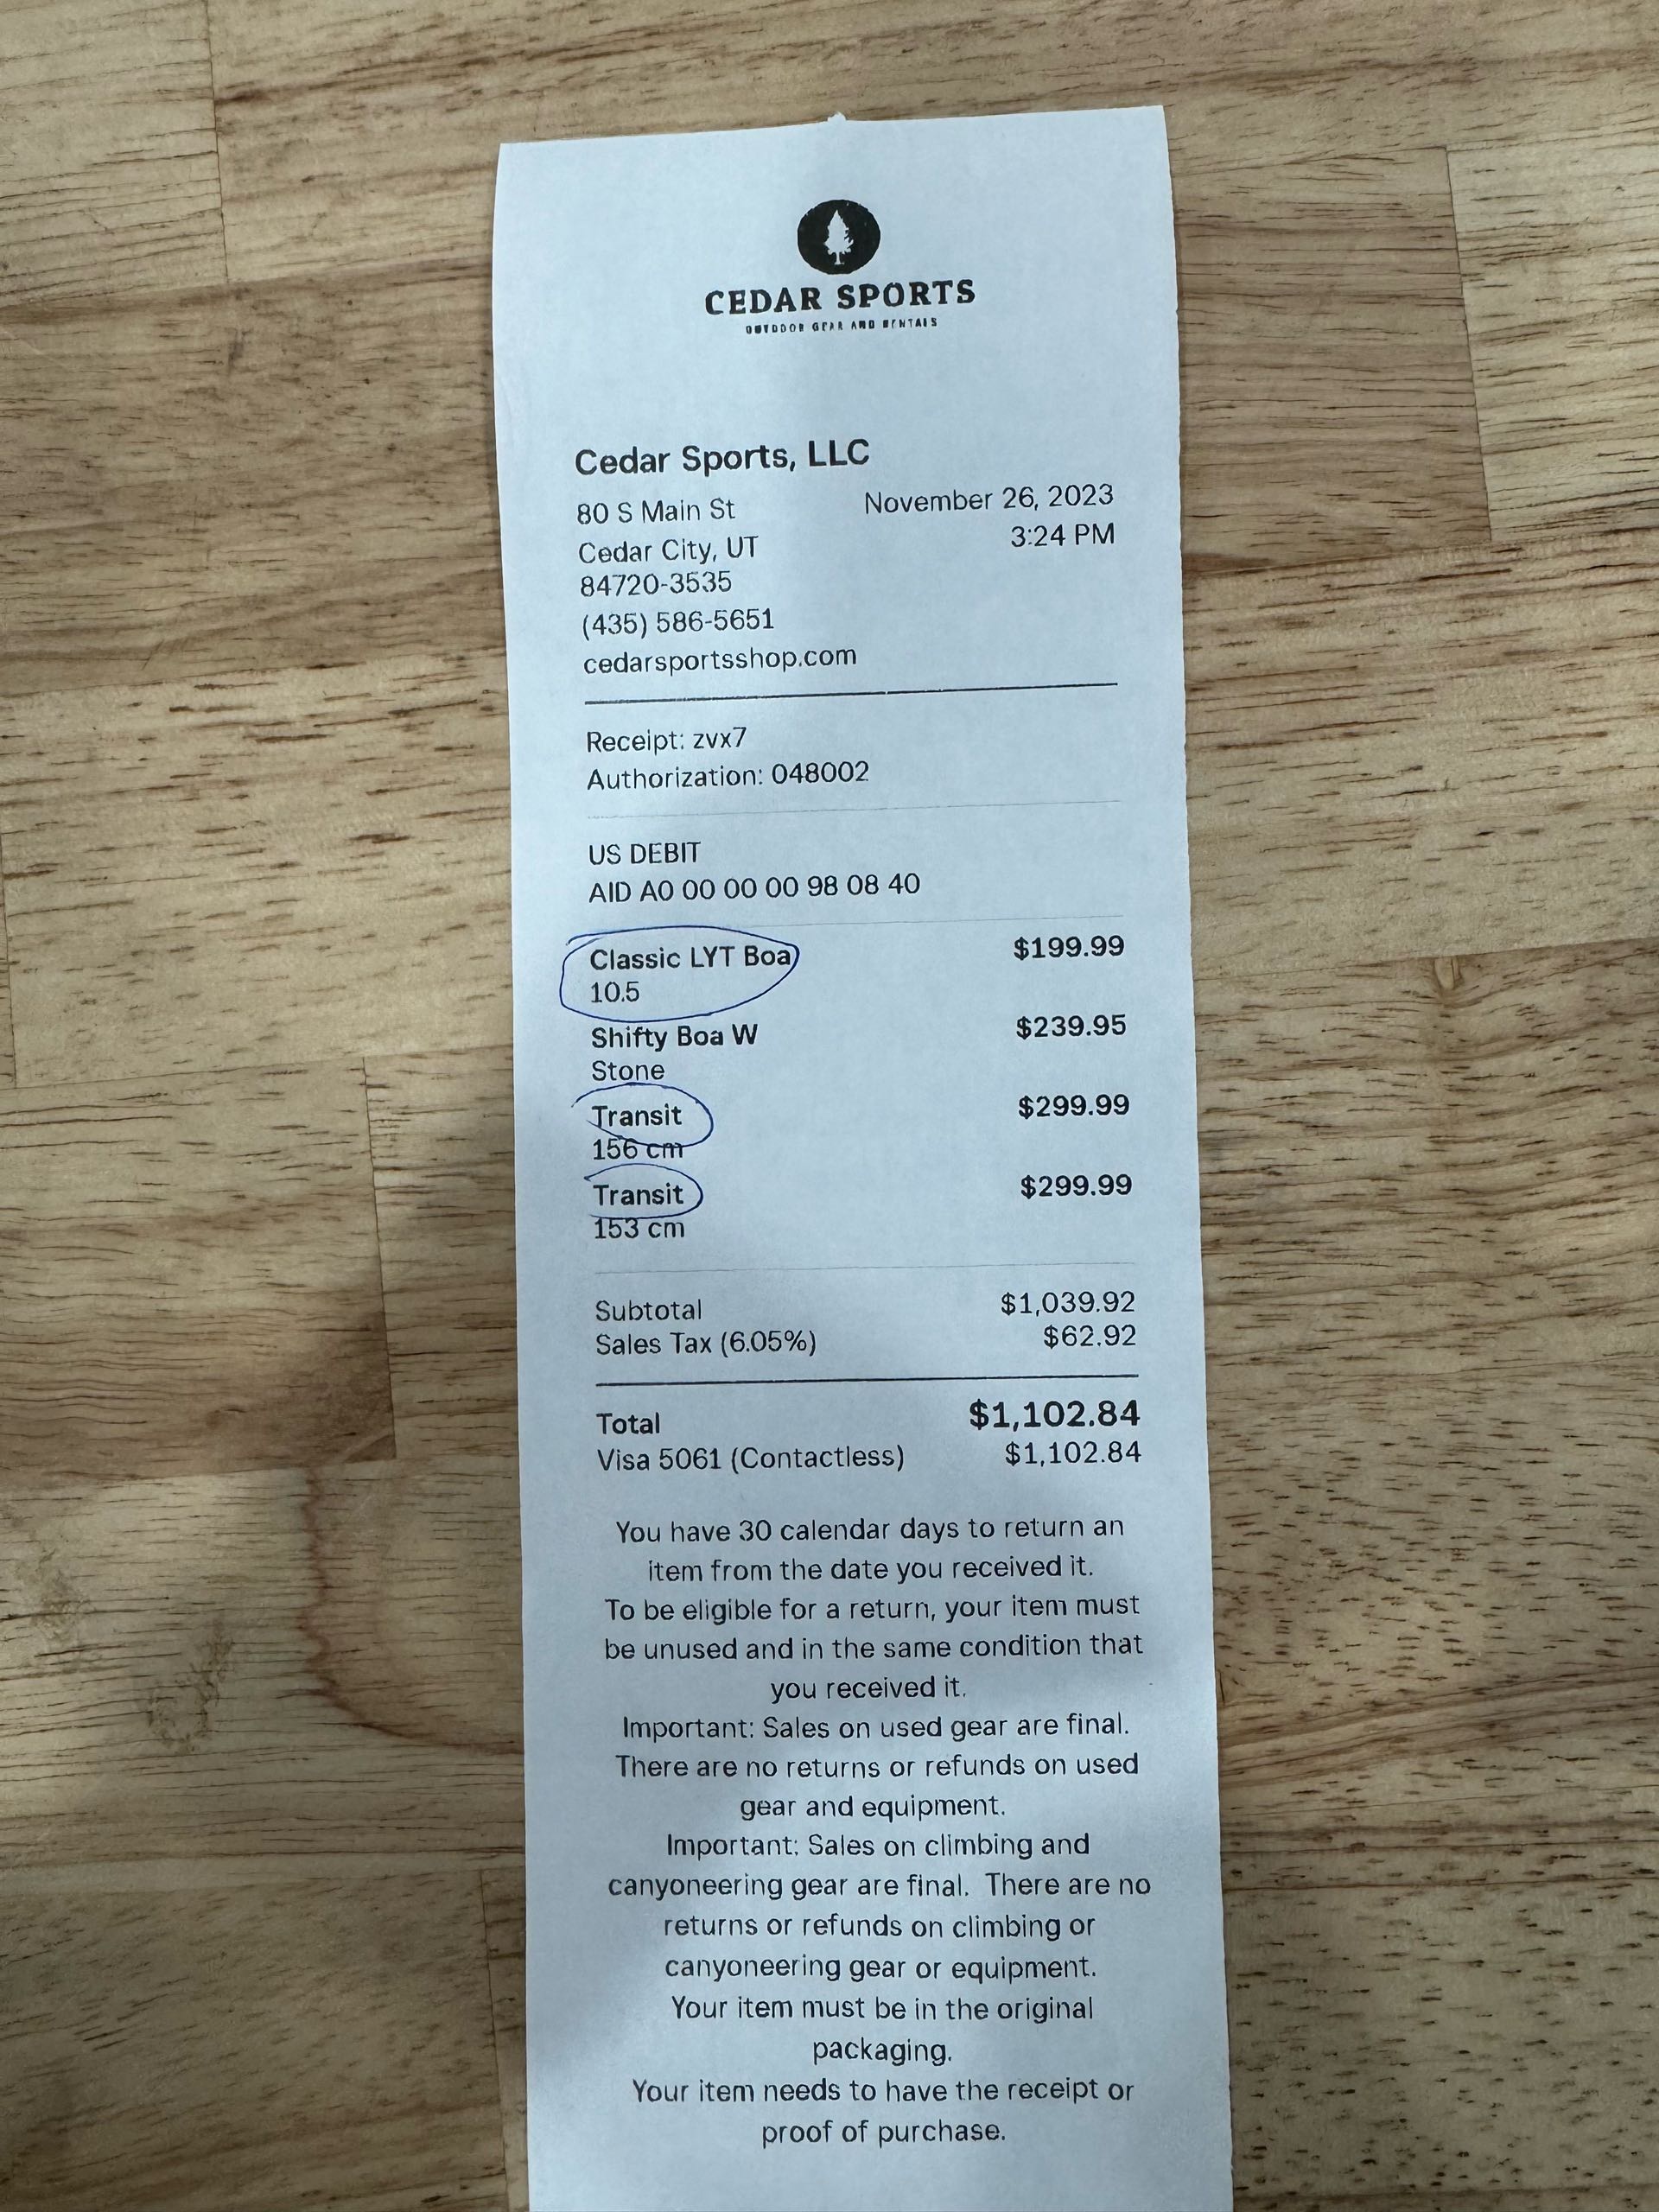 CEDAR SPORTS
OUTDOOR GEAR AND RENTALS
Cedar Sports, LLC
80 S Main St
November 26, 2023
Cedar City, UT
3:24 PM
84720-3535
(435) 586-5651
cedarsportsshop.com
Receipt: zvx7
Authorization: 048002
US DEBIT
AID A0 00 00 00 98 08 40
Classic LYT Boa $199.99
10.5
Shifty Boa W $239.95
Stone
Transit $299.99
156 cm
Transit $299.99
153 cm
Subtotal $1,039.92
Sales Tax (6.05%) $62.92
Total $1,102.84
Visa 5061 (Contactless) $1,102.84
You have 30 calendar days to return an
item from the date you received it.
To be eligible for a return, your item must
be unused and in the same condition that
you received it.
Important: Sales on used gear are final.
There are no returns or refunds on used
gear and equipment.
Important: Sales on climbing and
canyoneering gear are final. There are no
returns or refunds on climbing or
canyoneering gear or equipment.
Your item must be in the original
packaging.
Your item needs to have the receipt or
proof of purchase.